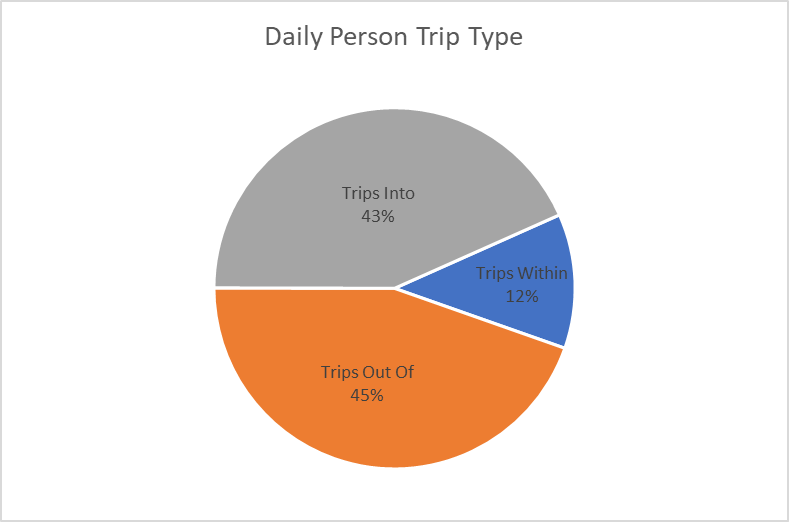 Daily Person Trip Type
Trips Into
43%
Trips Within
12%
Trips Out Of
45%